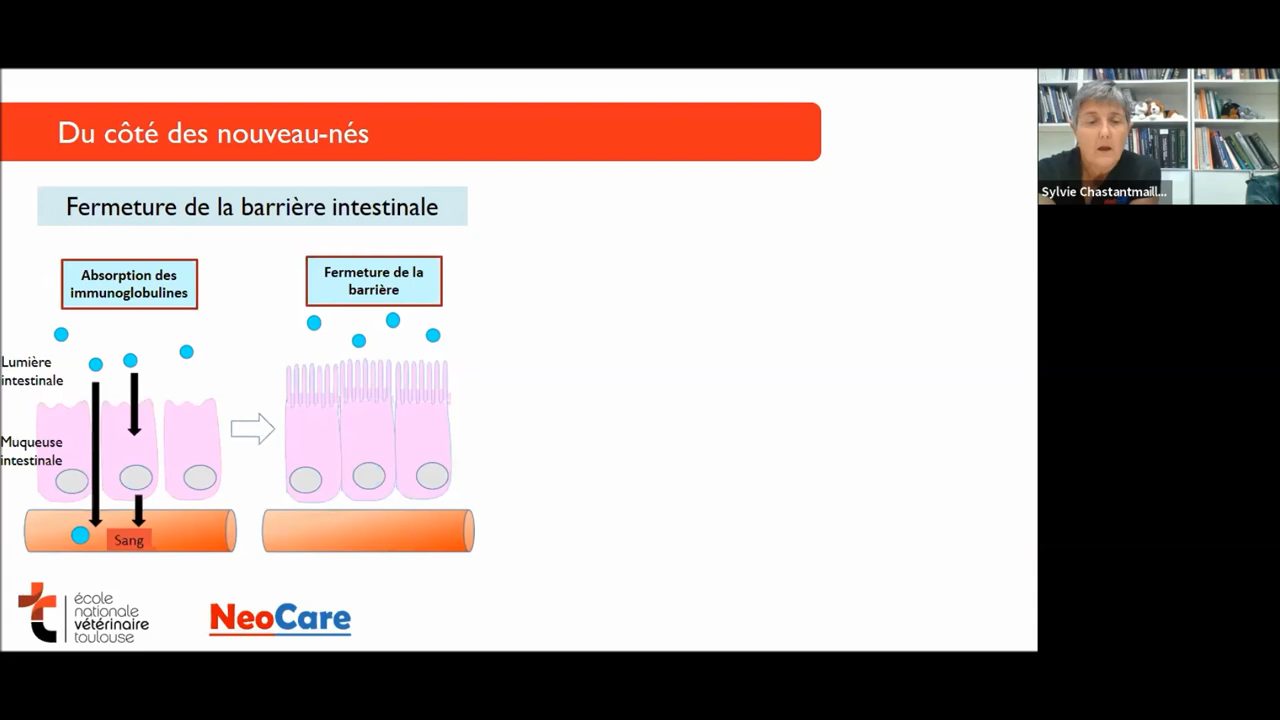 Du côté des nouveau-nés
Sylvie Chastantmaill...
Fermeture de la barrière intestinale
Absorption des
immunoglobulines
Fermeture de la
barrière
Lumière
intestinale
Muqueuse
intestinale
Sang
école
nationale
vétérinaire
toulouse
NeoCare